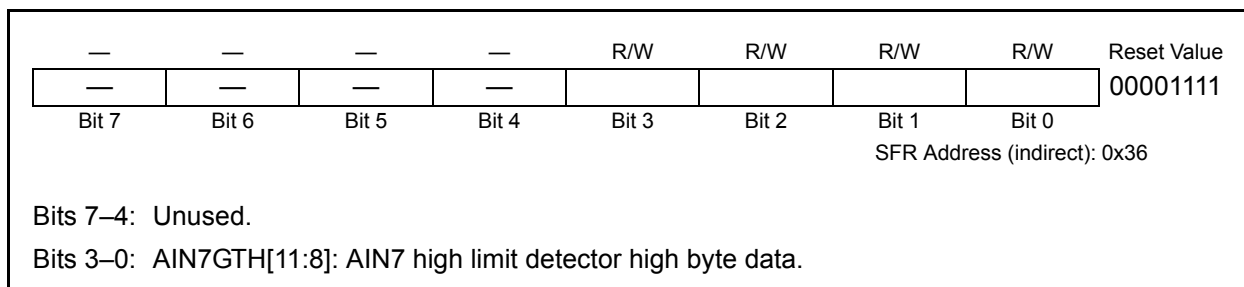 — — — — R/W R/W R/W R/W Reset Value
— — — — 00001111
Bit 7 Bit 6 Bit 5 Bit 4 Bit 3 Bit 2 Bit 1 Bit 0
SFR Address (indirect): 0x36
Bits 7–4: Unused.
Bits 3–0: AIN7GTH[11:8]: AIN7 high limit detector high byte data.